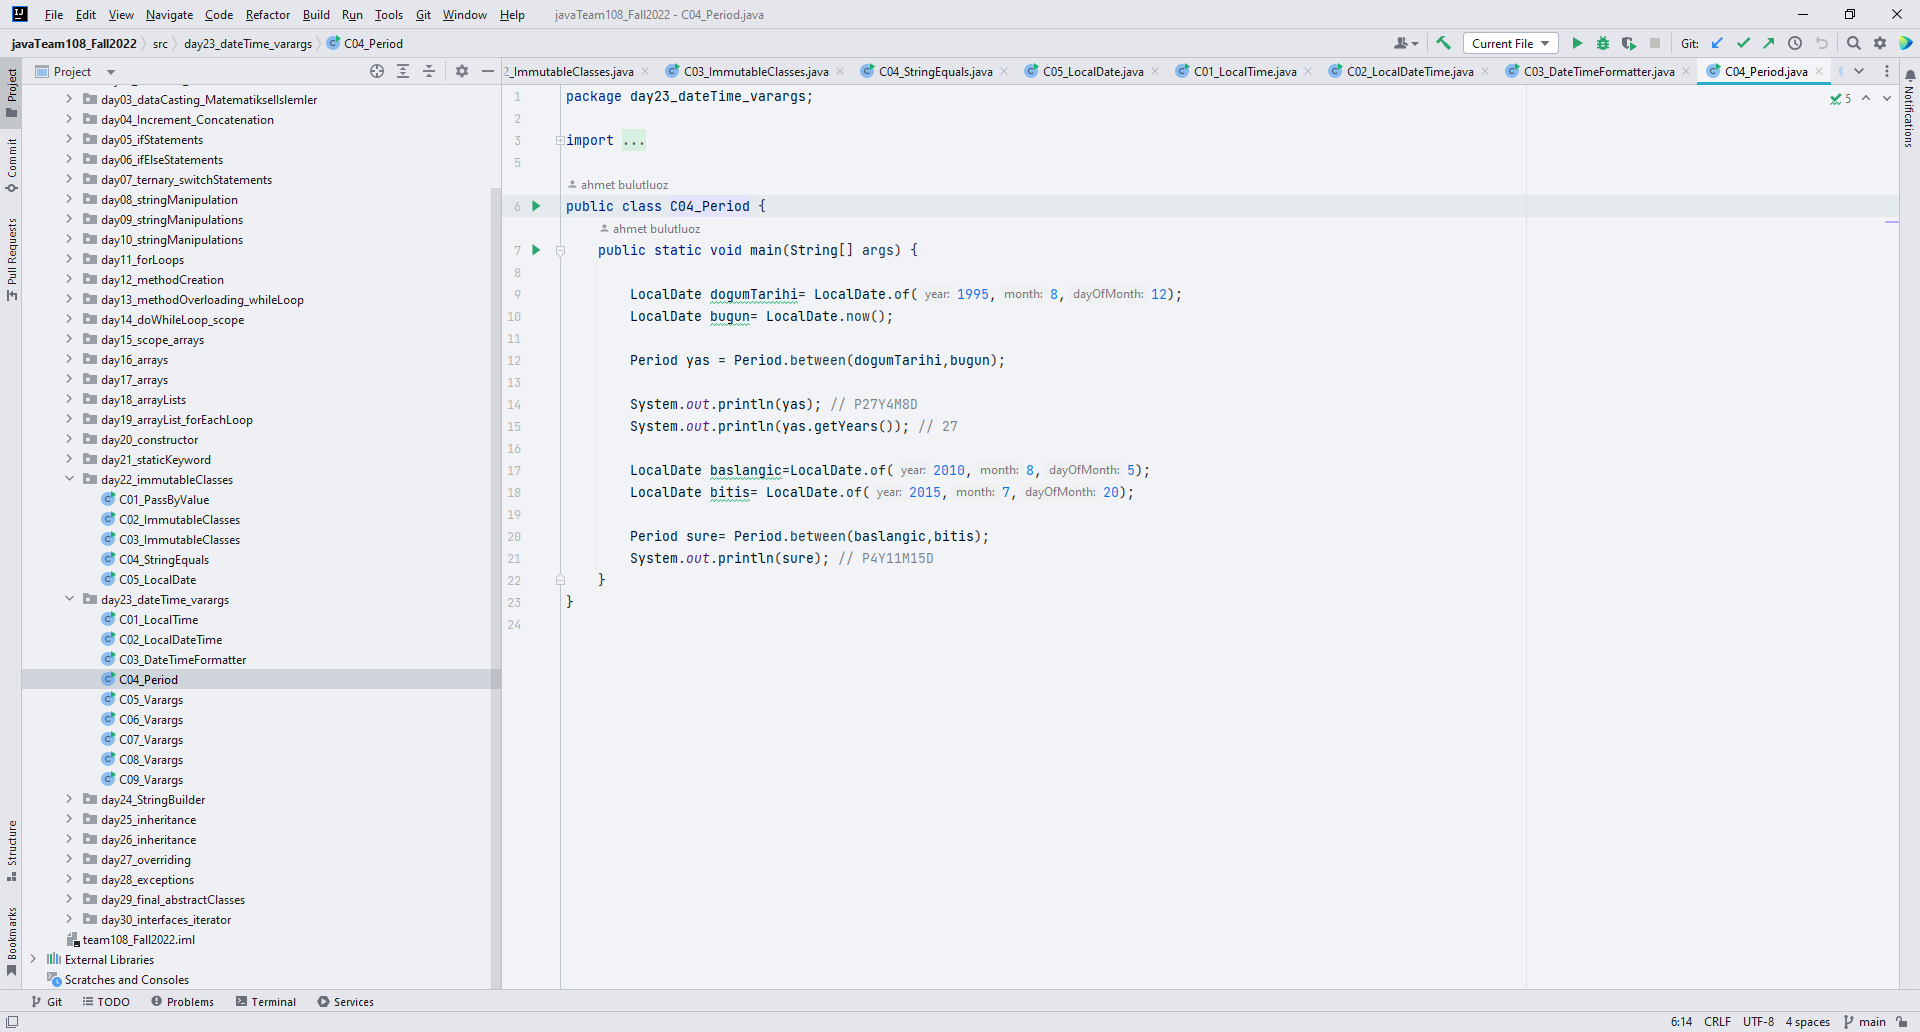 File Edit View Navigate Code Refactor Build Run Tools Git Window Help javaTeam108_Fall2022 - C04_Period.java
javaTeam108_Fall2022 src day23_dateTime_varargs C04_Period Current File Git:
Project
2_ImmutableClasses.java C03_ImmutableClasses.java C04_StringEquals.java C05_LocalDate.java C01_LocalTime.java C02_LocalDateTime.java C03_DateTimeFormatter.java C04_Period.java
Project
Commit
Pull Requests
Structure
Bookmarks
Notifications
day03_dataCasting_MatematikselIslemler
day04_Increment_Concatenation
day05_ifStatements
day06_ifElseStatements
day07_ternary_switchStatements
day08_stringManipulation
day09_stringManipulations
day10_stringManipulations
day11_forLoops
day12_methodCreation
day13_methodOverloading_whileLoop
day14_doWhileLoop_scope
day15_scope_arrays
day16_arrays
day17_arrays
day18_arrayLists
day19_arrayList_forEachLoop
day20_constructor
day21_staticKeyword
day22_immutableClasses
C01_PassByValue
C02_ImmutableClasses
C03_ImmutableClasses
C04_StringEquals
C05_LocalDate
day23_dateTime_varargs
C01_LocalTime
C02_LocalDateTime
C03_DateTimeFormatter
C04_Period
C05_Varargs
C06_Varargs
C07_Varargs
C08_Varargs
C09_Varargs
day24_StringBuilder
day25_inheritance
day26_inheritance
day27_overriding
day28_exceptions
day29_final_abstractClasses
day30_interfaces_iterator
team108_Fall2022.iml
External Libraries
Scratches and Consoles
5
1 package day23_dateTime_varargs;
2
3 import ...
5
ahmet bulutluoz
6 public class C04_Period {
ahmet bulutluoz
7 public static void main(String[] args) {
8
9 LocalDate dogumTarihi= LocalDate.of( year: 1995, month: 8, dayOfMonth: 12);
10 LocalDate bugun= LocalDate.now();
11
12 Period yas = Period.between(dogumTarihi,bugun);
13
14 System.out.println(yas); // P27Y4M8D
15 System.out.println(yas.getYears()); // 27
16
17 LocalDate baslangic=LocalDate.of( year: 2010, month: 8, dayOfMonth: 5);
18 LocalDate bitis= LocalDate.of( year: 2015, month: 7, dayOfMonth: 20);
19
20 Period sure= Period.between(baslangic,bitis);
21 System.out.println(sure); // P4Y11M15D
22 }
23 }
24
Git TODO Problems Terminal Services
6:14 CRLF UTF-8 4 spaces main